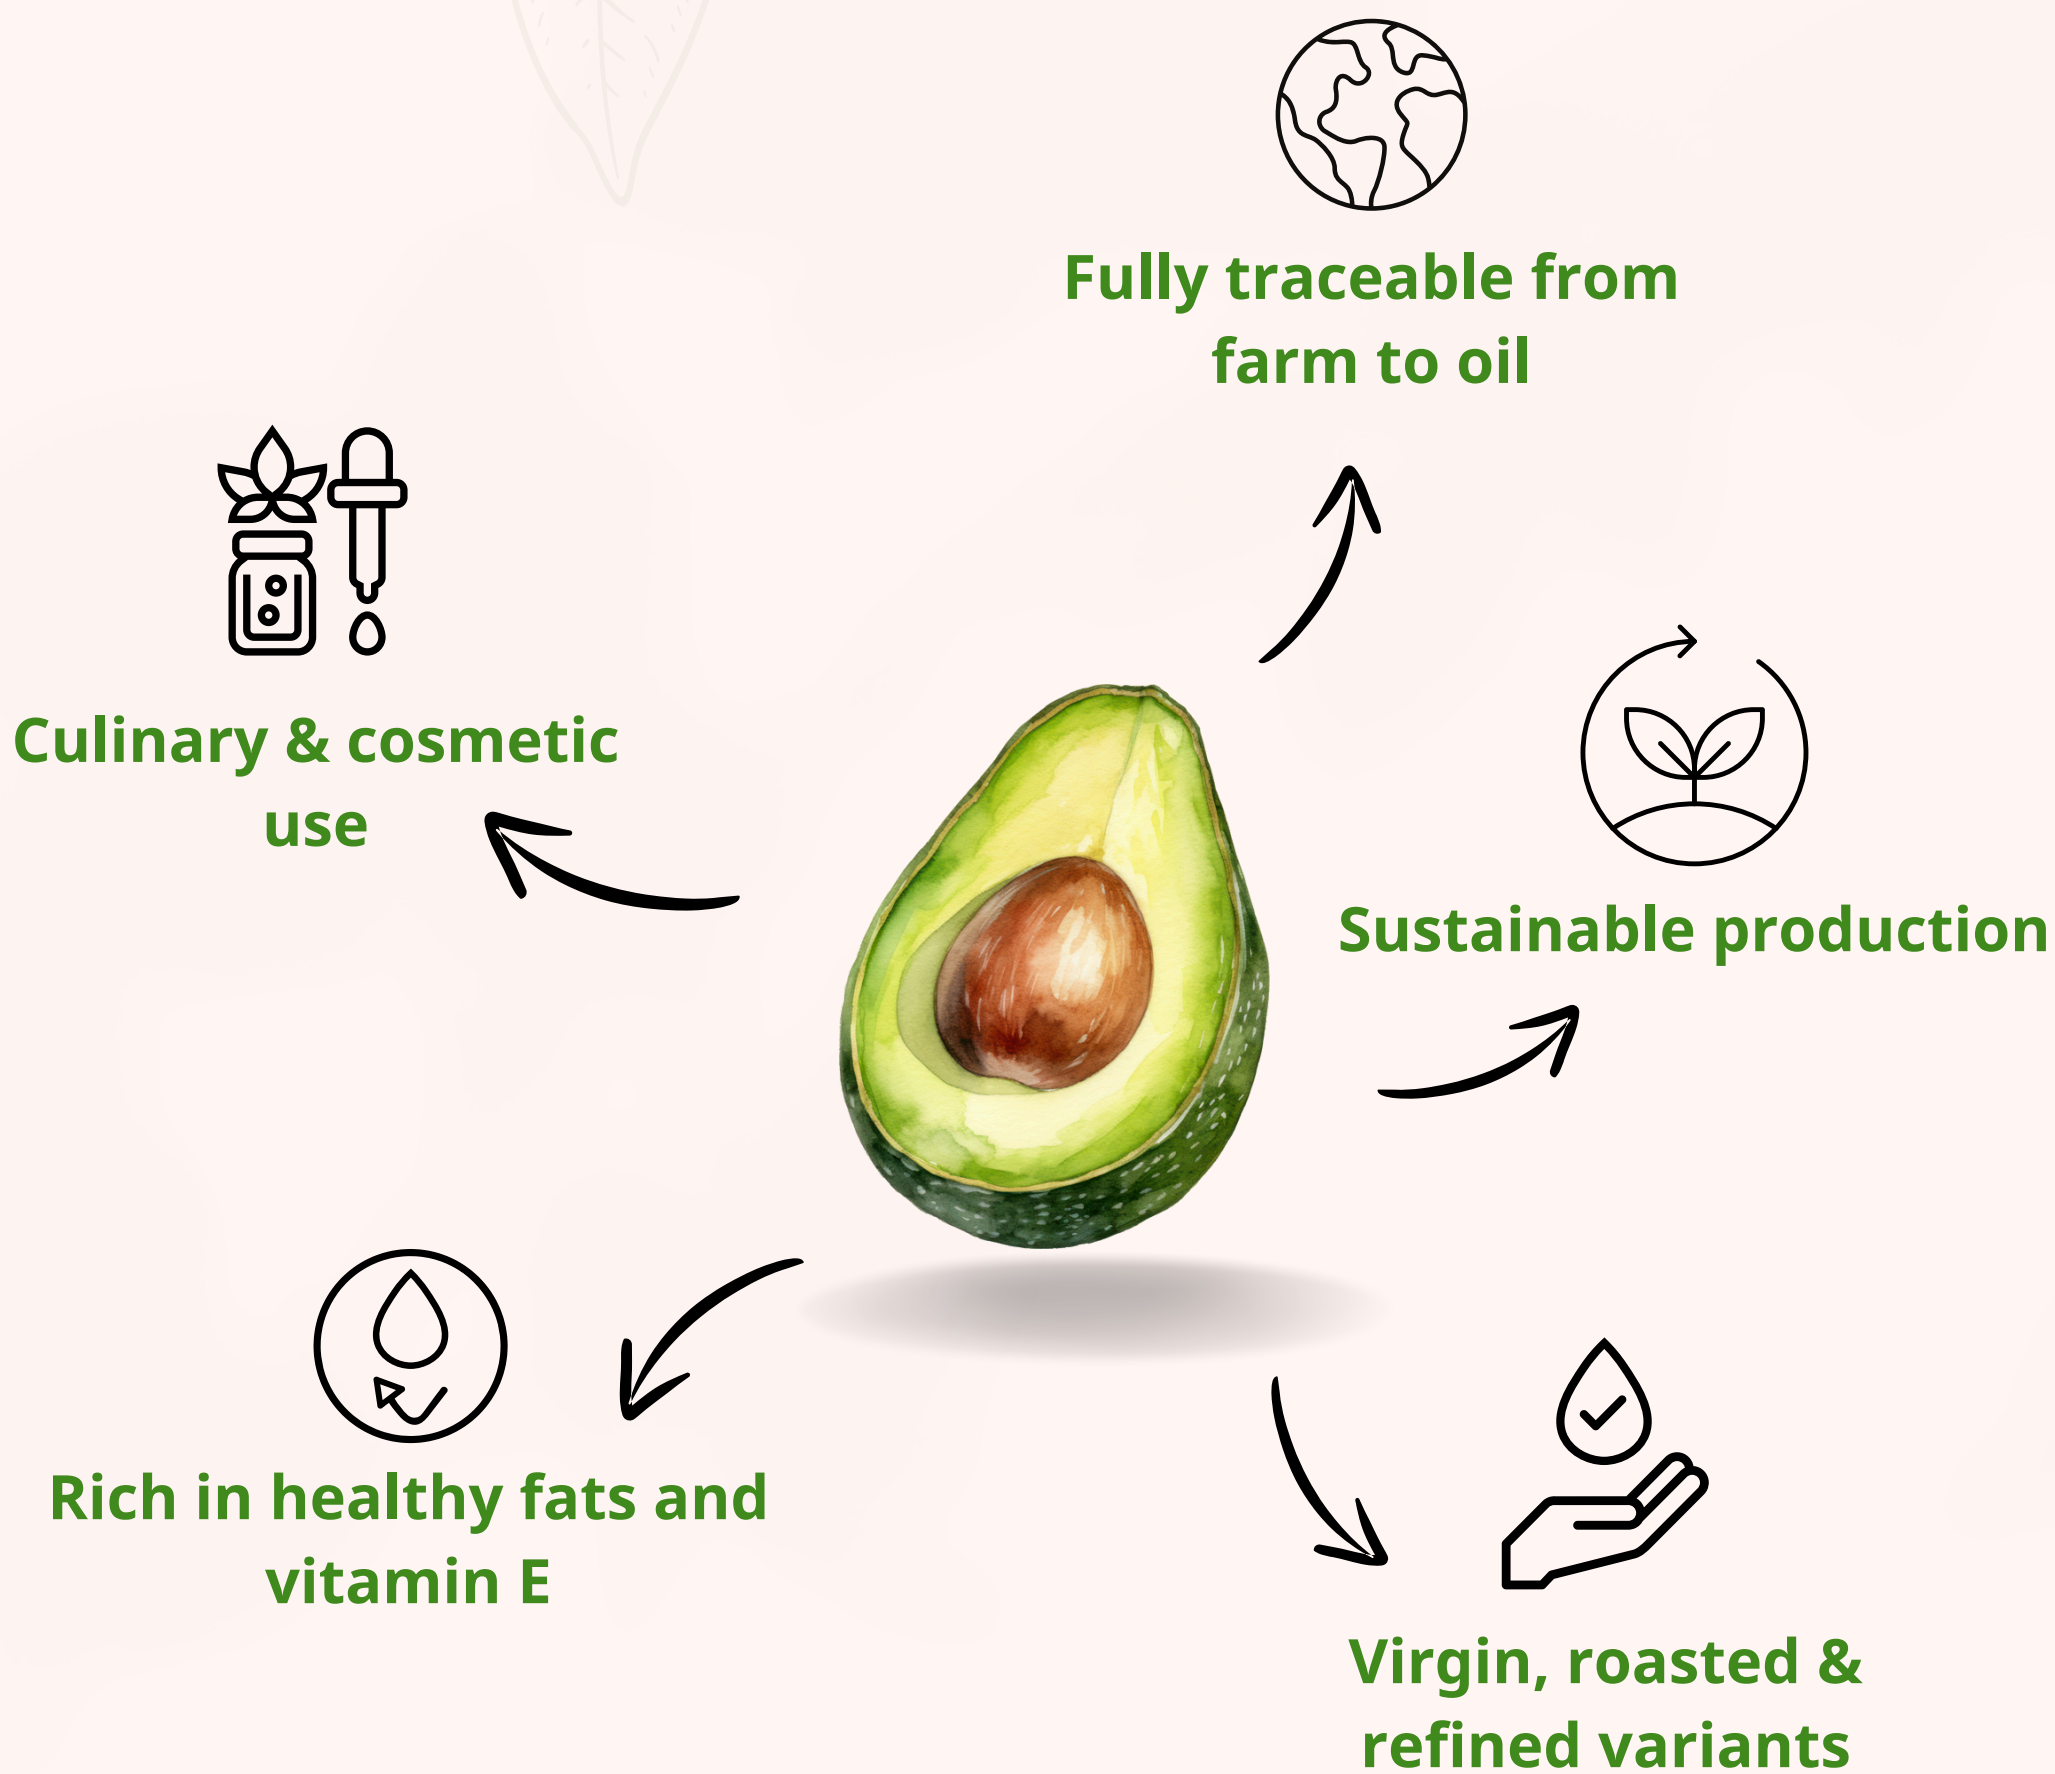 Fully traceable from
farm to oil
Culinary & cosmetic
use
Sustainable production
Rich in healthy fats and
vitamin E
Virgin, roasted &
refined variants